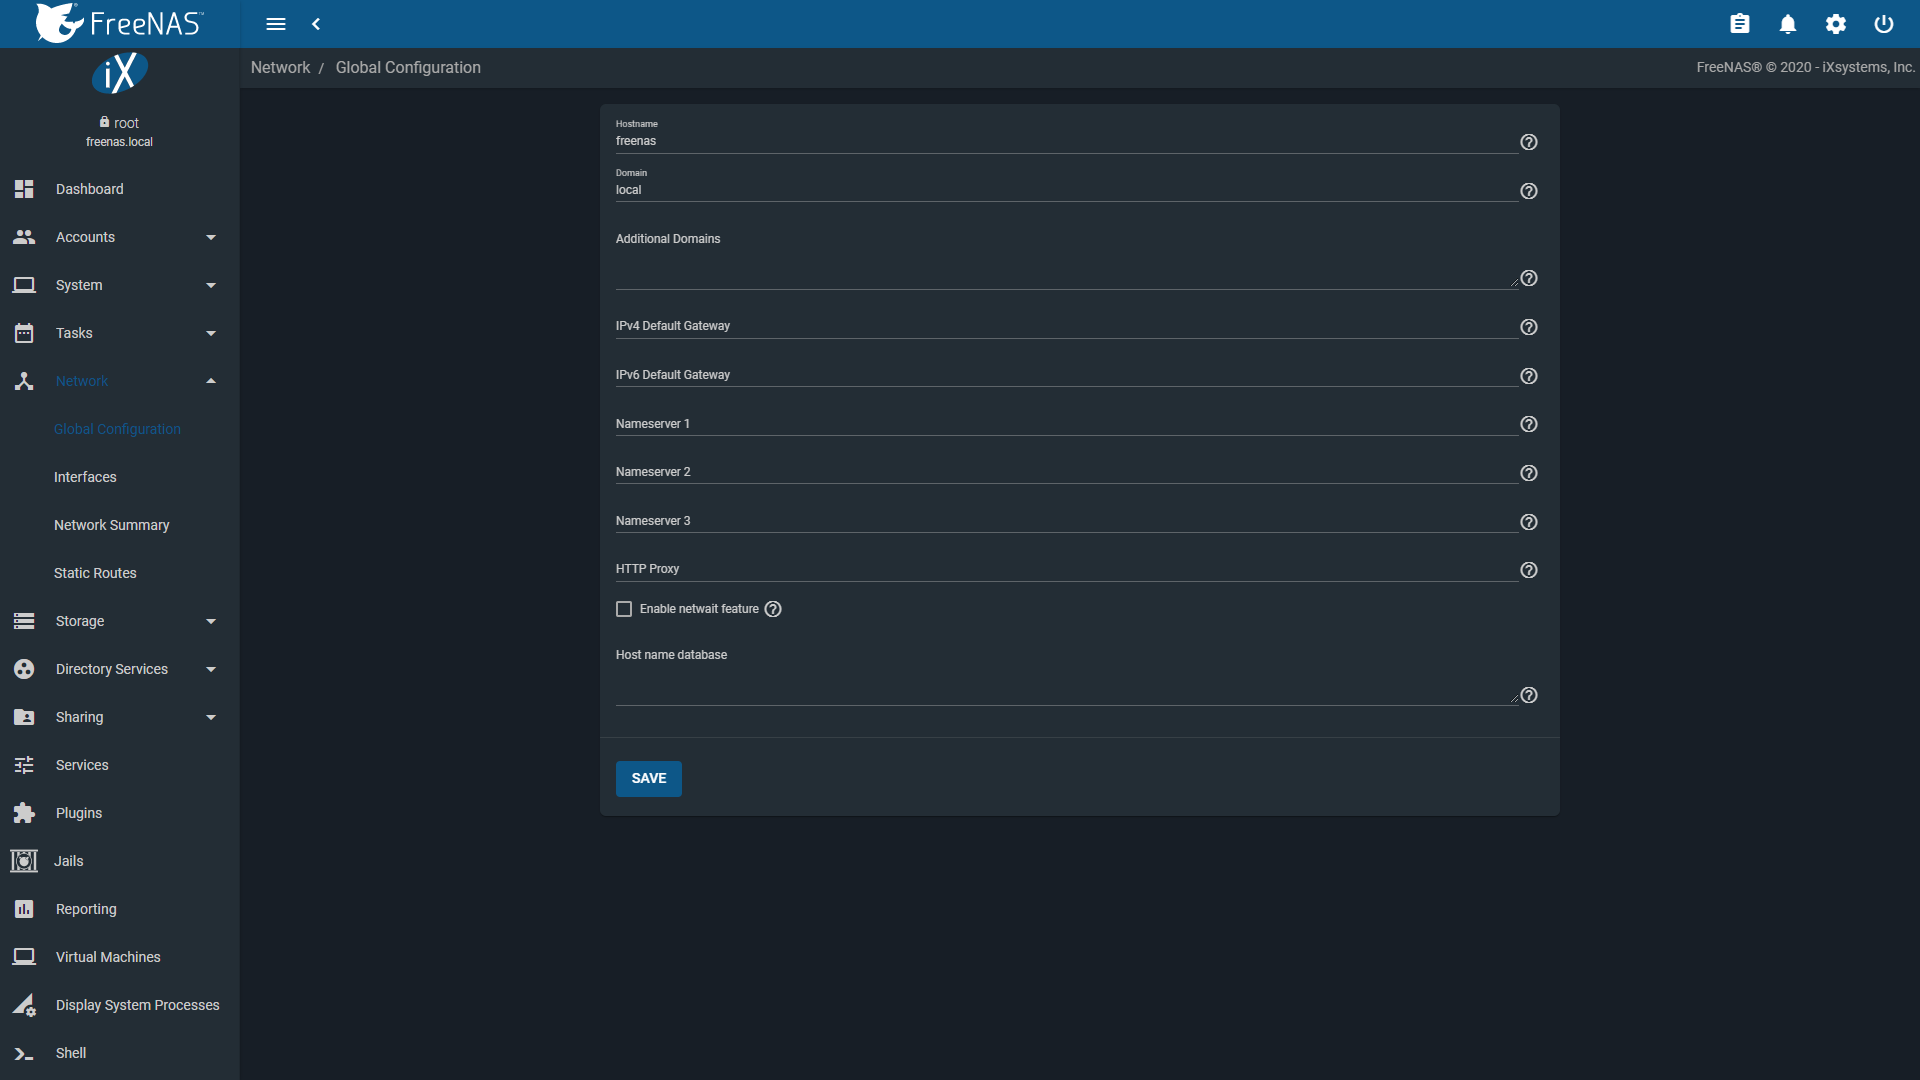 FreeNAS™
Network / Global Configuration
FreeNAS® © 2020 - iXsystems, Inc.
iX
root
freenas.local
Dashboard
Accounts
System
Tasks
Network
Global Configuration
Interfaces
Network Summary
Static Routes
Storage
Directory Services
Sharing
Services
Plugins
Jails
Reporting
Virtual Machines
Display System Processes
Shell
Hostname
freenas
Domain
local
Additional Domains
IPv4 Default Gateway
IPv6 Default Gateway
Nameserver 1
Nameserver 2
Nameserver 3
HTTP Proxy
Enable netwait feature
Host name database
SAVE